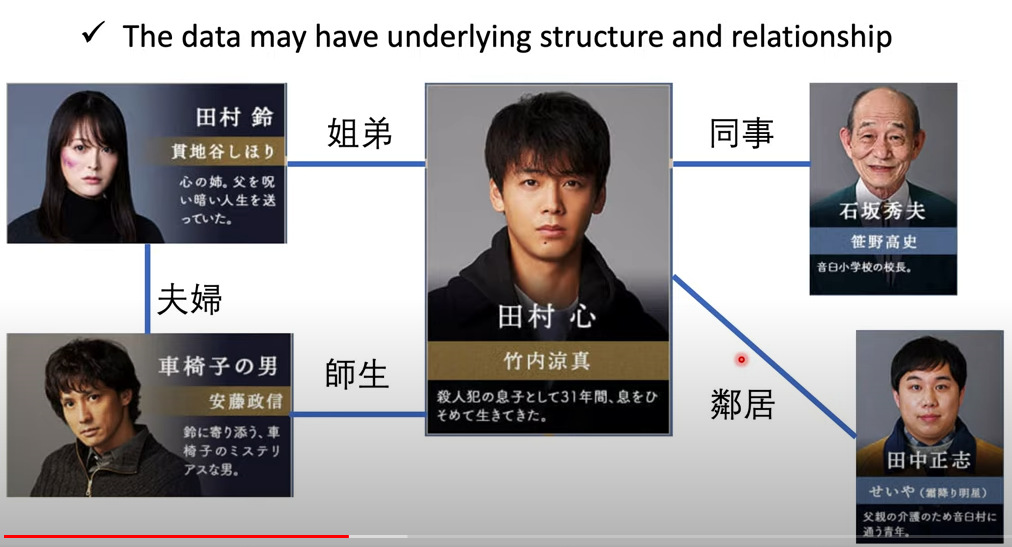 ✓ The data may have underlying structure and relationship
田村 鈴
貫地谷しほり
心の姉。父を呪
い暗い人生を送
っていた。
姐弟
田村 心
竹内涼真
殺人犯の息子として31年間、息をひ
そめて生きてきた。
同事
石坂秀夫
笹野高史
音臼小学校の校長。
夫婦
車椅子の男
安藤政信
鈴に寄り添う、車
椅子のミステリ
アスな男。
師生
鄰居
田中正志
せいや(霜降り明星)
父親の介護のため音臼村に
通う青年。